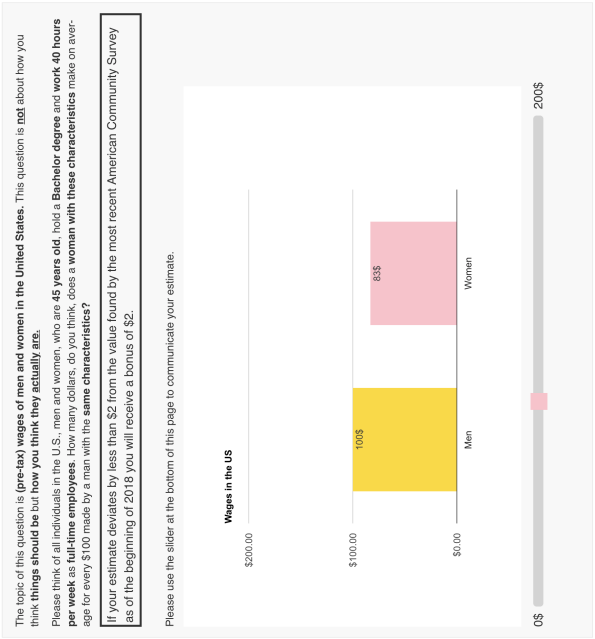 The topic of this question is (pre-tax) wages of men and women in the United States. This question is not about how you
think things should be but how you think they actually are.
Please think of all individuals in the U.S., men and women, who are 45 years old, hold a Bachelor degree and work 40 hours
per week as full-time employees. How many dollars, do you think, does a woman with these characteristics make on aver-
age for every $100 made by a man with the same characteristics?
If your estimate deviates by less than $2 from the value found by the most recent American Community Survey
as of the beginning of 2018 you will receive a bonus of $2.
Please use the slider at the bottom of this page to communicate your estimate.
Wages in the US
$200.00
$100.00
$0.00
100$
83$
Men
Women
0$
200$